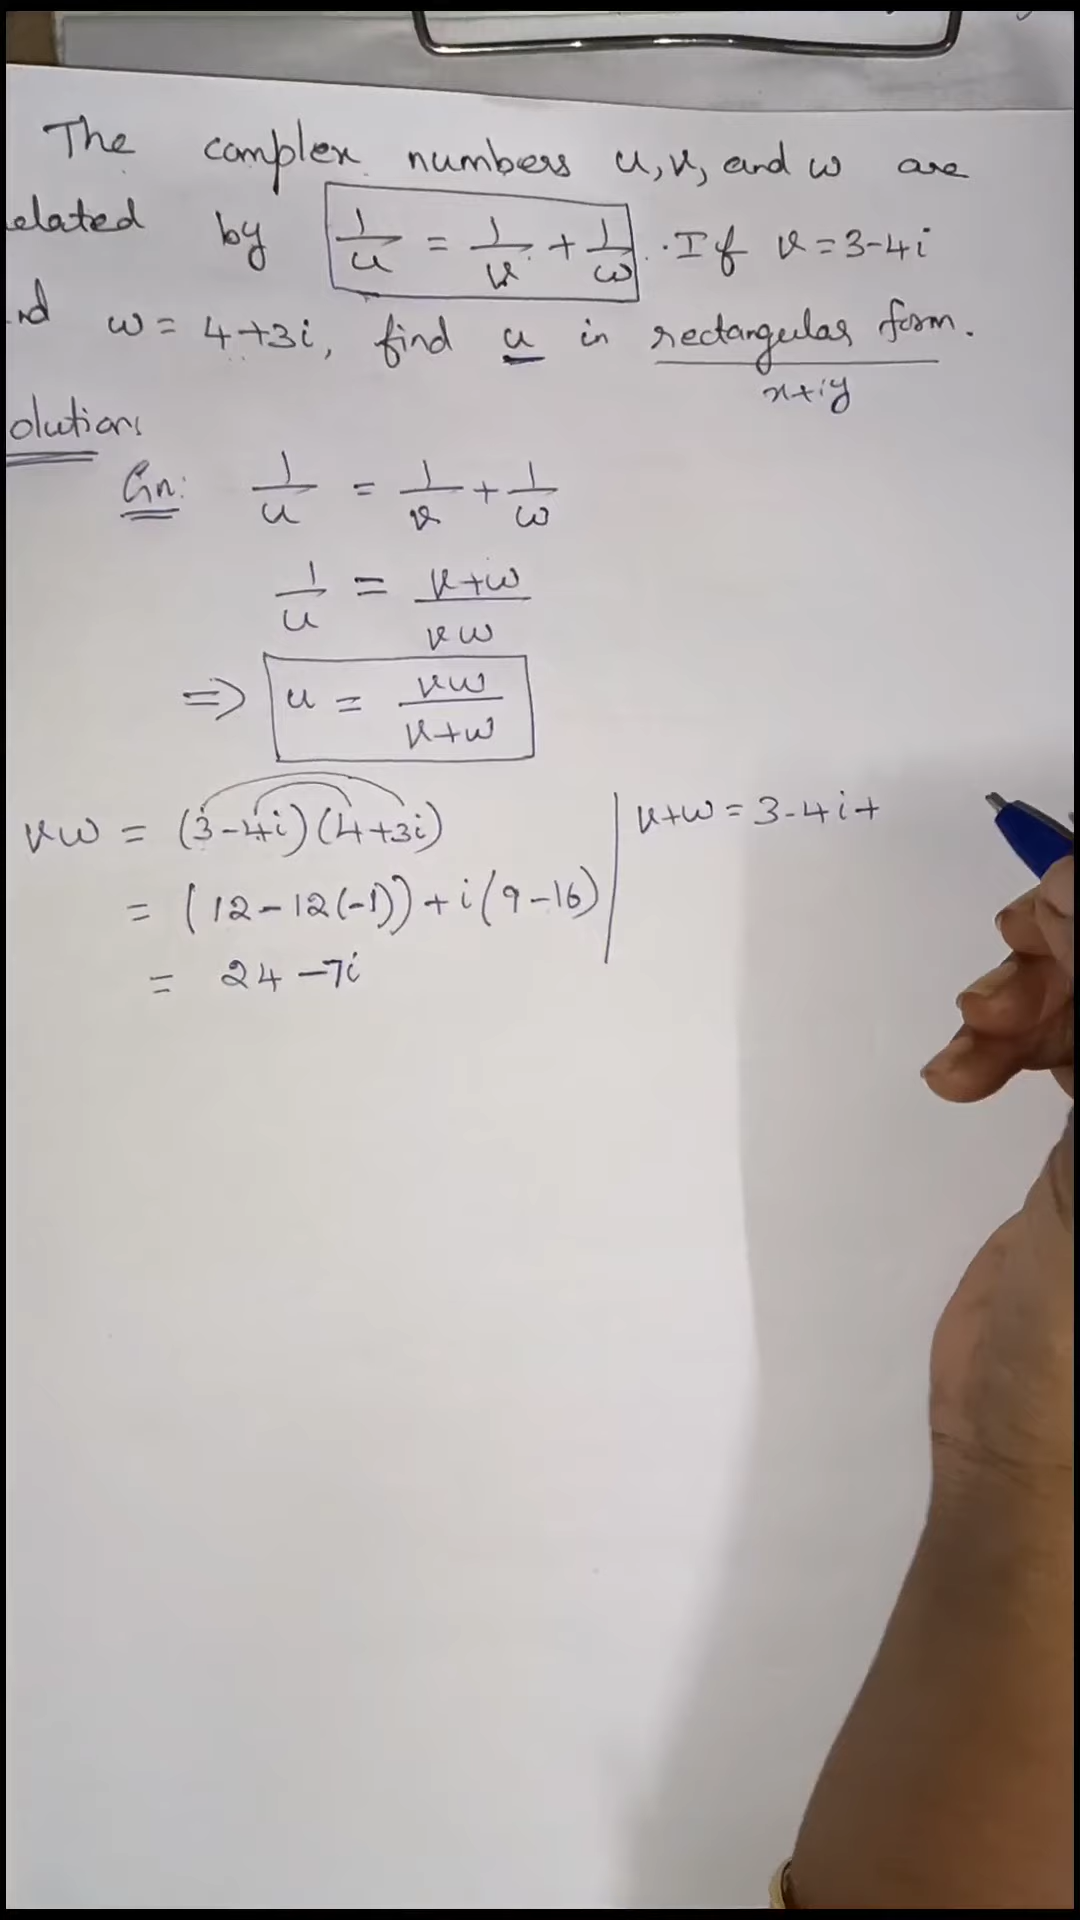 The complex numbers u, v, and w are
elated by 1/u = 1/v + 1/w . If v = 3-4i
nd w = 4+3i, find u in rectangular form.
x+iy
olution:
Gn: 1/u = 1/v + 1/w
1/u = v+w/vw
=> u = vw/v+w
vw = (3-4i)(4+3i)
= (12-12(-1))+i(9-16)
= 24-7i
v+w = 3-4i+